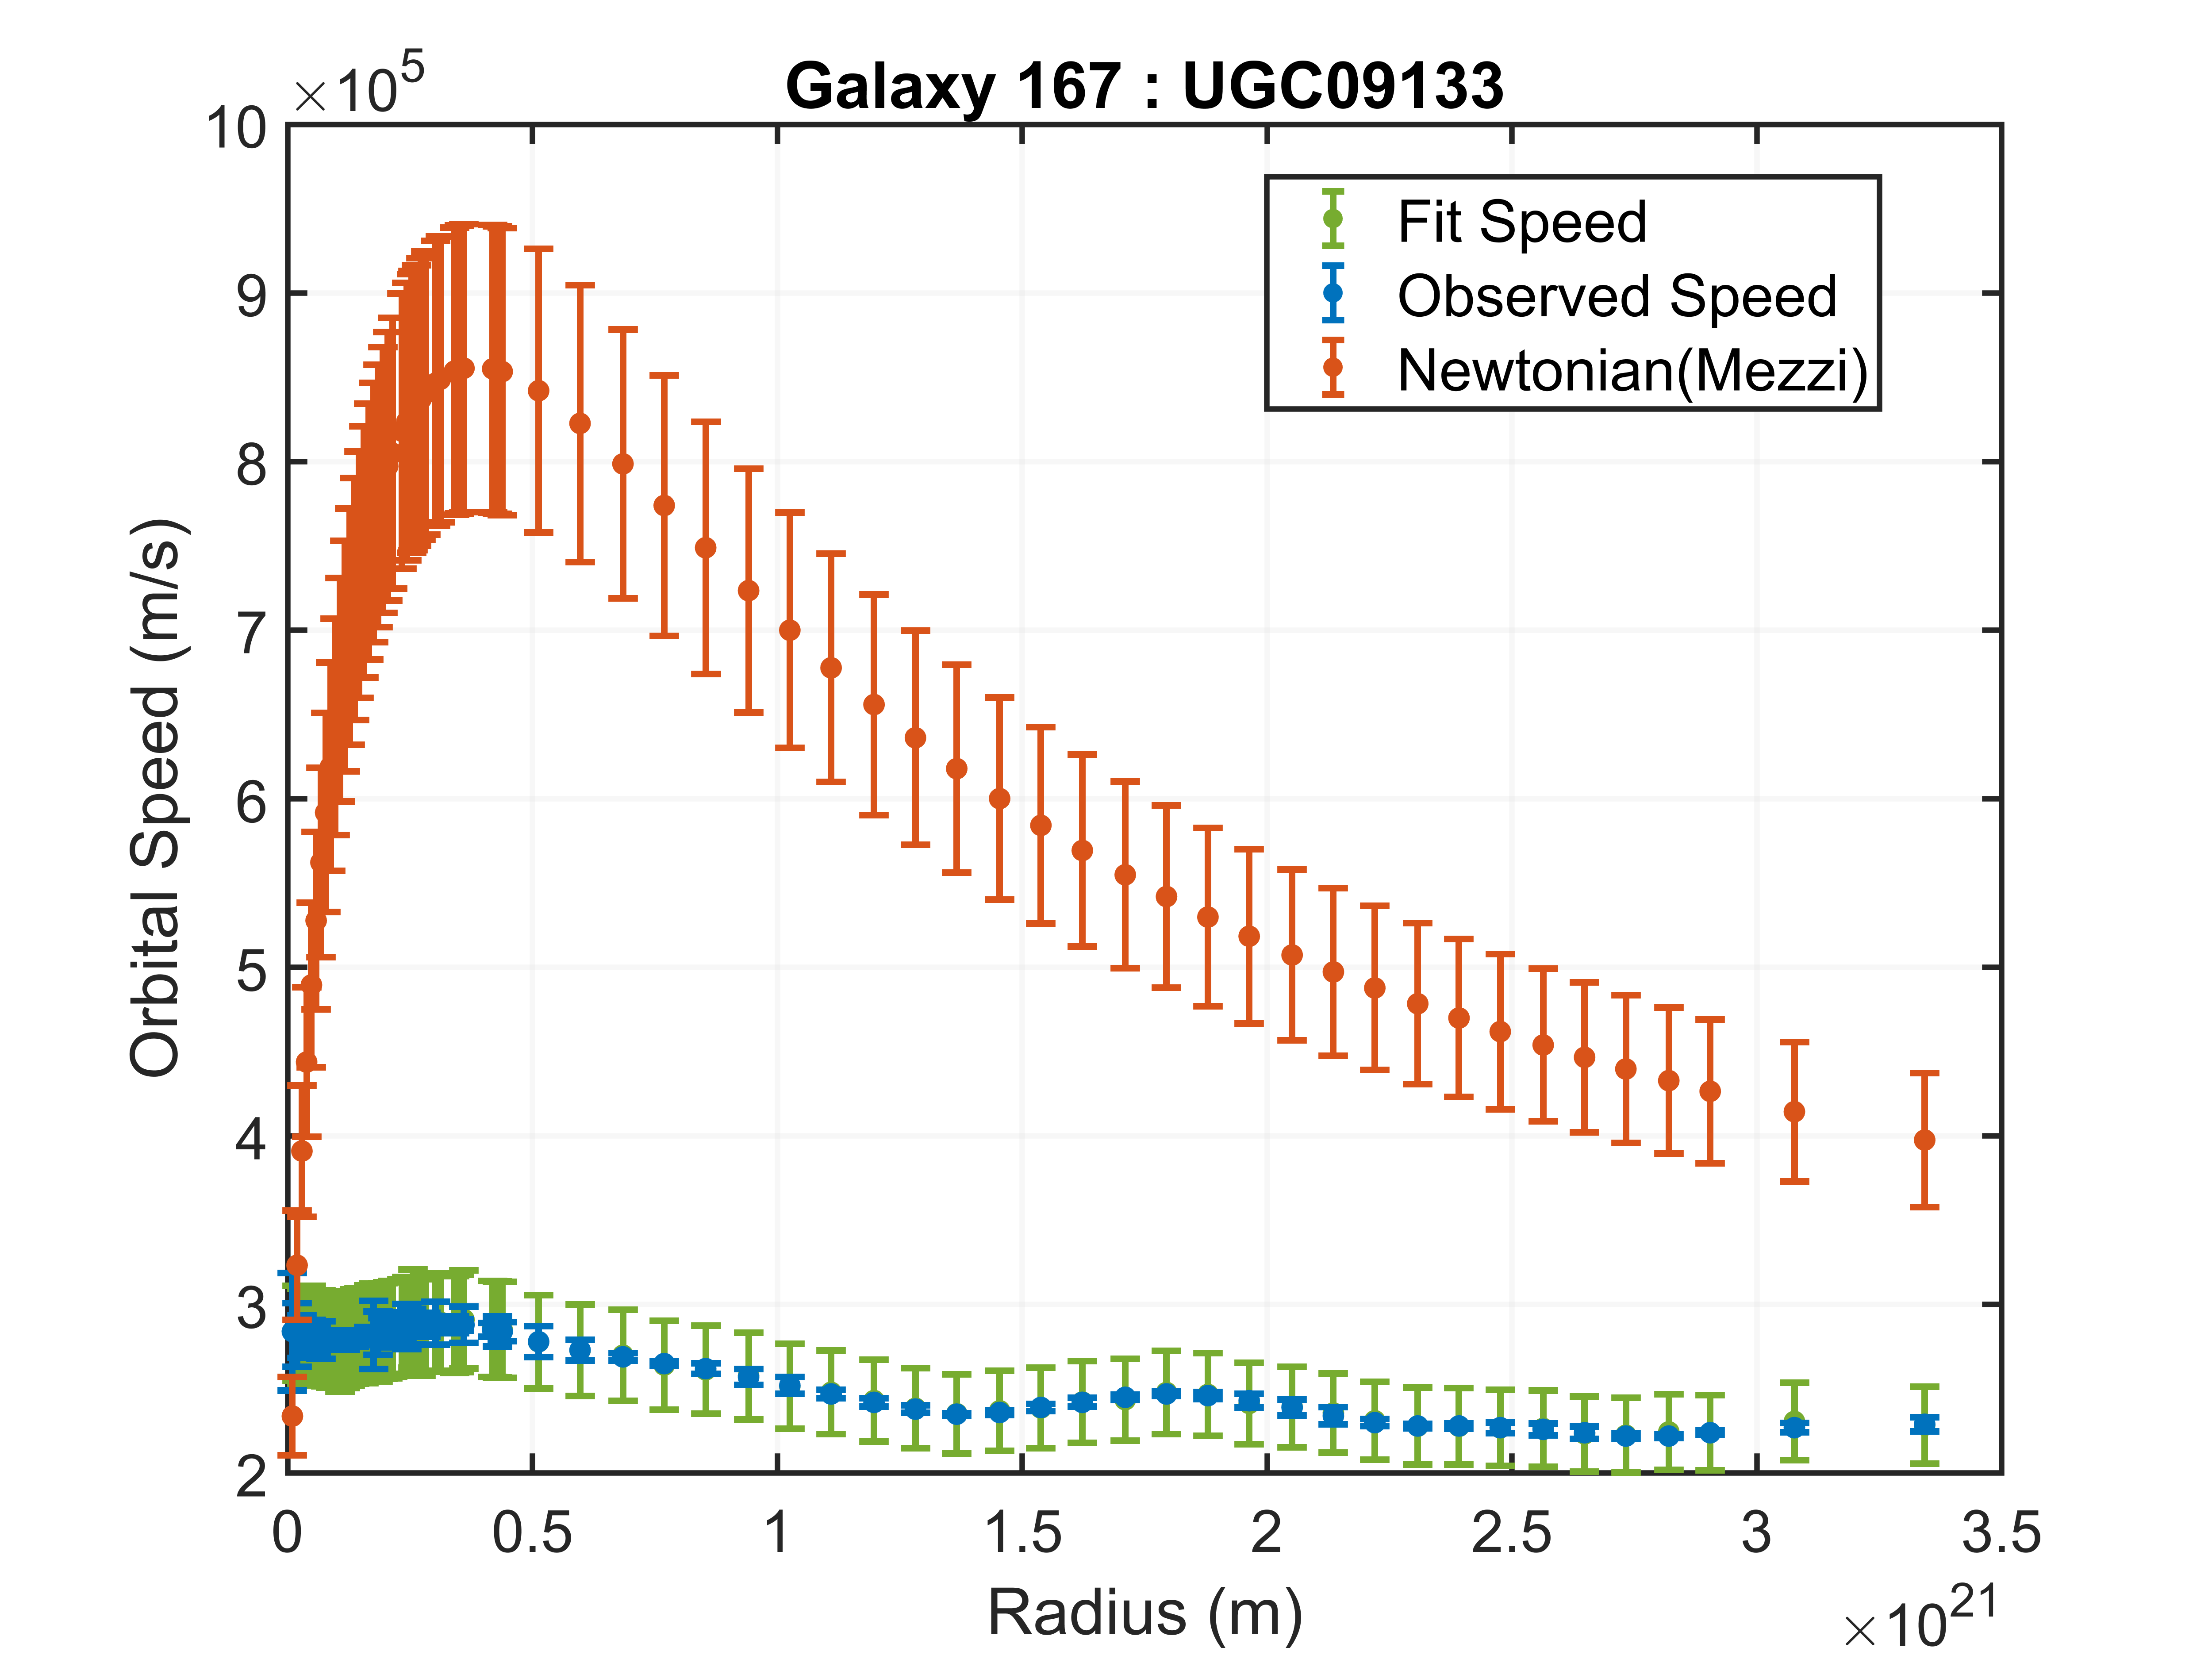 Galaxy 167 : UGC09133
×10^5
10
9
8
7
6
5
4
3
2
Orbital Speed (m/s)
Fit Speed
Observed Speed
Newtonian(Mezzi)
0 0.5 1 1.5 2 2.5 3 3.5
Radius (m)
×10^21